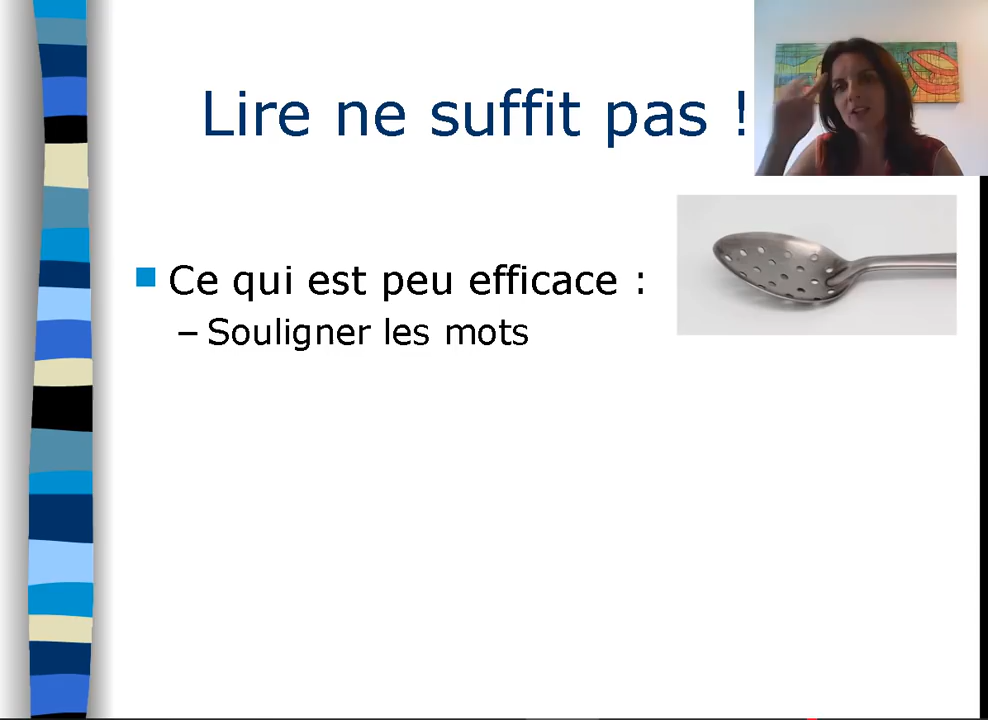 Lire ne suffit pas !
Ce qui est peu efficace :
– Souligner les mots